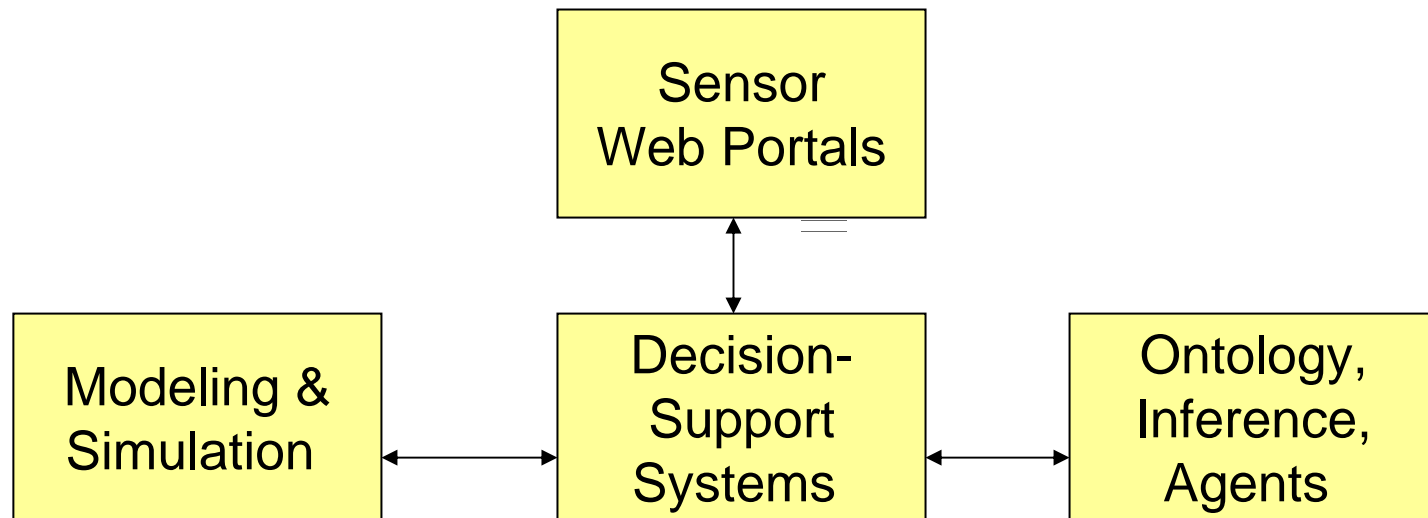 Sensor
Web Portals
Modeling &
Simulation
Decision-
Support
Systems
Ontology,
Inference,
Agents